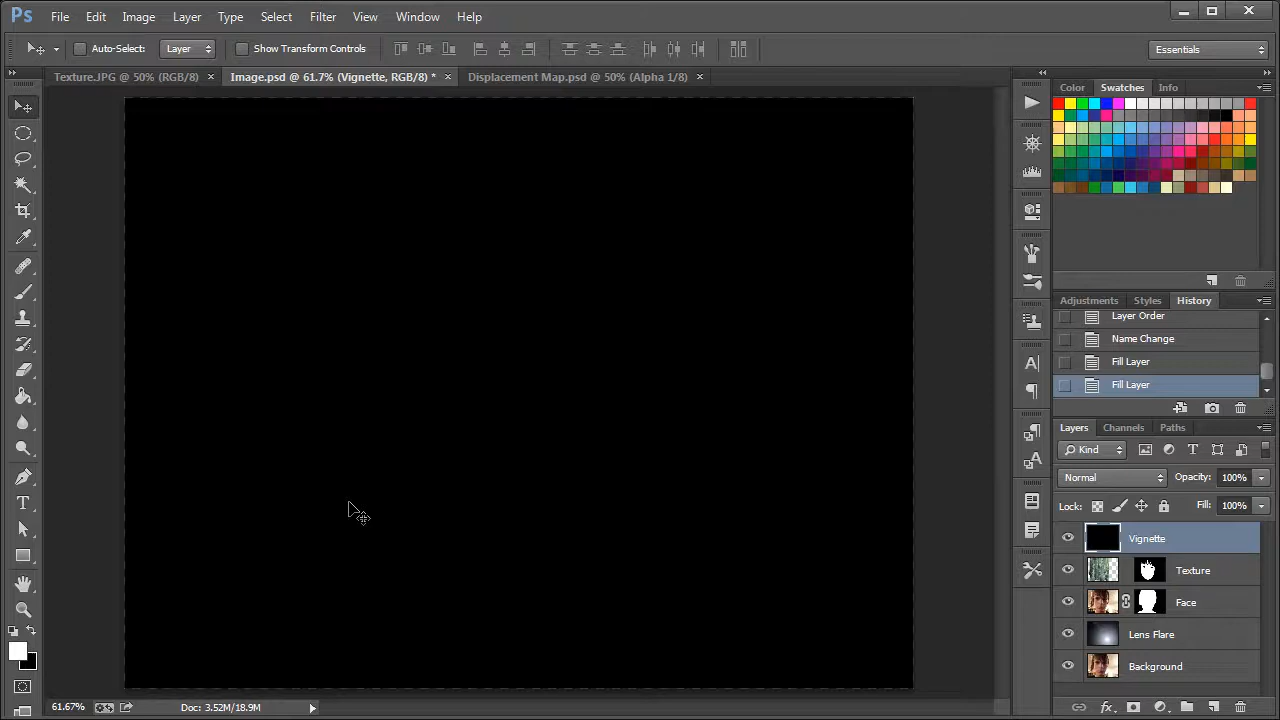 Ps File Edit Image Layer Type Select Filter View Window Help
Auto-Select: Layer Show Transform Controls Essentials
Texture.JPG @ 50% (RGB/8) × Image.psd @ 61.7% (Vignette, RGB/8) * × Displacement Map.psd @ 50% (Alpha 1/8) ×
Color Swatches Info
Adjustments Styles History
Layer Order
Name Change
Fill Layer
Fill Layer
Layers Channels Paths
Kind
Normal Opacity: 100%
Lock: Fill: 100%
Vignette
Texture
Face
Lens Flare
Background
61.67% Doc: 3.52M/18.9M